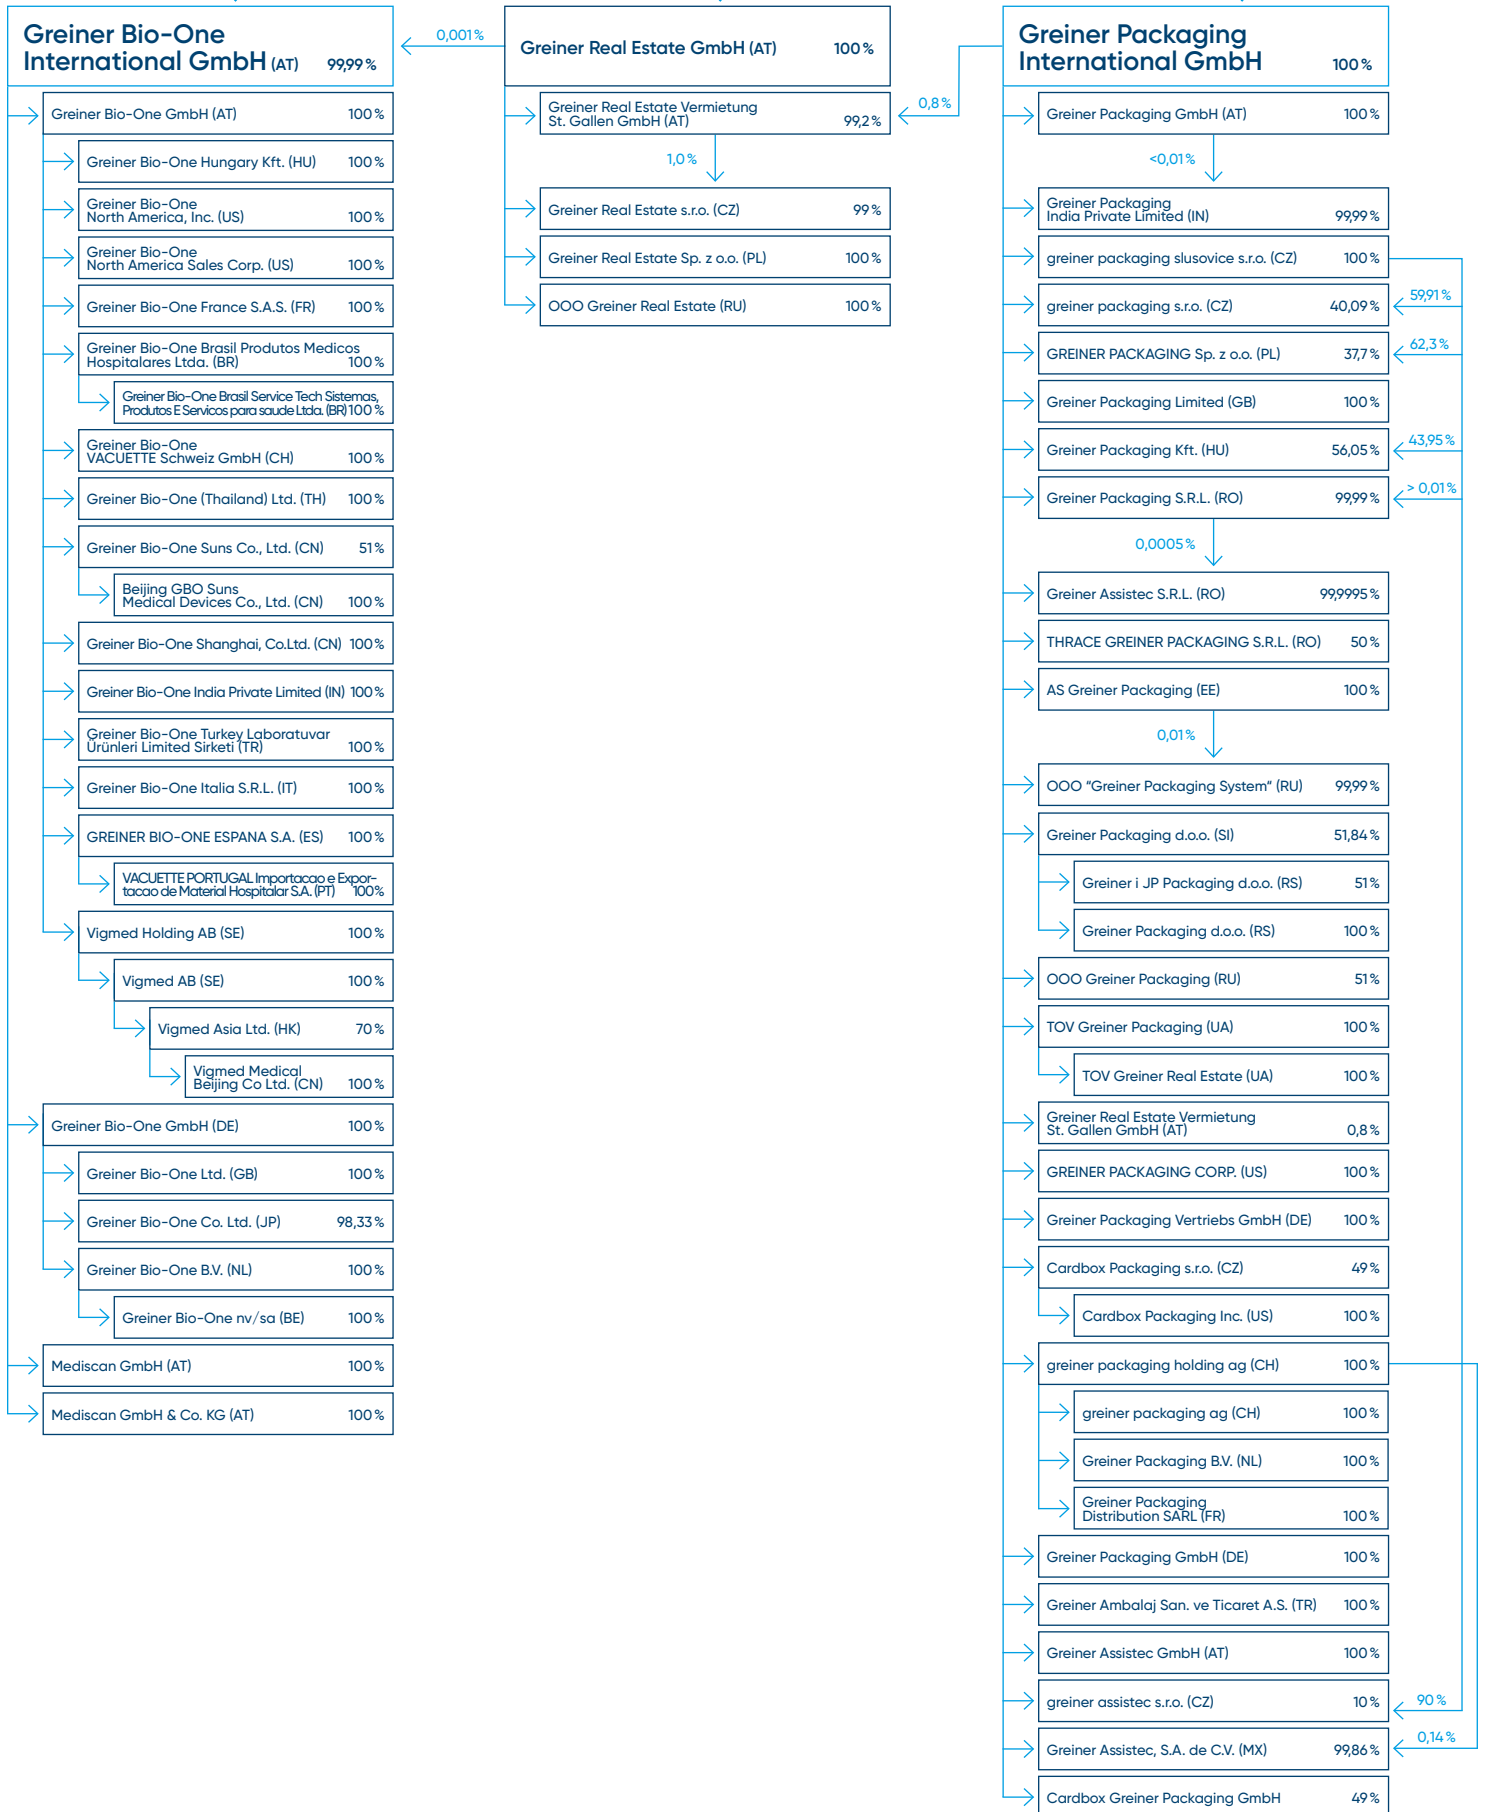 Greiner Bio-One
International GmbH (AT) 99,99 %
Greiner Bio-One GmbH (AT) 100 %
Greiner Bio-One Hungary Kft. (HU) 100 %
Greiner Bio-One
North America, Inc. (US) 100 %
Greiner Bio-One
North America Sales Corp. (US) 100 %
Greiner Bio-One France S.A.S. (FR) 100 %
Greiner Bio-One Brasil Produtos Medicos
Hospitalares Ltda. (BR) 100 %
Greiner Bio-One Brasil Service Tech Sistemas,
Produtos E Servicos para saude Ltda. (BR) 100 %
Greiner Bio-One
VACUETTE Schweiz GmbH (CH) 100 %
Greiner Bio-One (Thailand) Ltd. (TH) 100 %
Greiner Bio-One Suns Co., Ltd. (CN) 51 %
Beijing GBO Suns
Medical Devices Co., Ltd. (CN) 100 %
Greiner Bio-One Shanghai, Co.Ltd. (CN) 100 %
Greiner Bio-One India Private Limited (IN) 100 %
Greiner Bio-One Turkey Laboratuvar
Ürünleri Limited Sirketi (TR) 100 %
Greiner Bio-One Italia S.R.L. (IT) 100 %
GREINER BIO-ONE ESPANA S.A. (ES) 100 %
VACUETTE PORTUGAL Importacao e Expor-
tacao de Material Hospitalar S.A. (PT) 100%
Vigmed Holding AB (SE) 100 %
Vigmed AB (SE) 100 %
Vigmed Asia Ltd. (HK) 70 %
Vigmed Medical
Beijing Co Ltd. (CN) 100 %
Greiner Bio-One GmbH (DE) 100 %
Greiner Bio-One Ltd. (GB) 100 %
Greiner Bio-One Co. Ltd. (JP) 98,33 %
Greiner Bio-One B.V. (NL) 100 %
Greiner Bio-One nv/sa (BE) 100 %
Mediscan GmbH (AT) 100 %
Mediscan GmbH & Co. KG (AT) 100 %
0,001 %
Greiner Real Estate GmbH (AT) 100 %
Greiner Real Estate Vermietung
St. Gallen GmbH (AT) 99,2 %
0,8 %
1,0 %
Greiner Real Estate s.r.o. (CZ) 99 %
Greiner Real Estate Sp. z o.o. (PL) 100 %
OOO Greiner Real Estate (RU) 100 %
Greiner Packaging
International GmbH 100 %
Greiner Packaging GmbH (AT) 100 %
<0,01 %
Greiner Packaging
India Private Limited (IN) 99,99 %
greiner packaging slusovice s.r.o. (CZ) 100 %
greiner packaging s.r.o. (CZ) 40,09 %
59,91 %
GREINER PACKAGING Sp. z o.o. (PL) 37,7 %
62,3 %
Greiner Packaging Limited (GB) 100 %
Greiner Packaging Kft. (HU) 56,05 %
43,95 %
Greiner Packaging S.R.L. (RO) 99,99 %
> 0,01 %
0,0005 %
Greiner Assistec S.R.L. (RO) 99,9995 %
THRACE GREINER PACKAGING S.R.L. (RO) 50 %
AS Greiner Packaging (EE) 100 %
0,01 %
OOO “Greiner Packaging System“ (RU) 99,99 %
Greiner Packaging d.o.o. (SI) 51,84 %
Greiner i JP Packaging d.o.o. (RS) 51 %
Greiner Packaging d.o.o. (RS) 100 %
OOO Greiner Packaging (RU) 51 %
TOV Greiner Packaging (UA) 100 %
TOV Greiner Real Estate (UA) 100 %
Greiner Real Estate Vermietung
St. Gallen GmbH (AT) 0,8 %
GREINER PACKAGING CORP. (US) 100 %
Greiner Packaging Vertriebs GmbH (DE) 100 %
Cardbox Packaging s.r.o. (CZ) 49 %
Cardbox Packaging Inc. (US) 100 %
greiner packaging holding ag (CH) 100 %
greiner packaging ag (CH) 100 %
Greiner Packaging B.V. (NL) 100 %
Greiner Packaging
Distribution SARL (FR) 100 %
Greiner Packaging GmbH (DE) 100 %
Greiner Ambalaj San. ve Ticaret A.S. (TR) 100 %
Greiner Assistec GmbH (AT) 100 %
greiner assistec s.r.o. (CZ) 10 %
90 %
Greiner Assistec, S.A. de C.V. (MX) 99,86 %
0,14 %
Cardbox Greiner Packaging GmbH 49 %